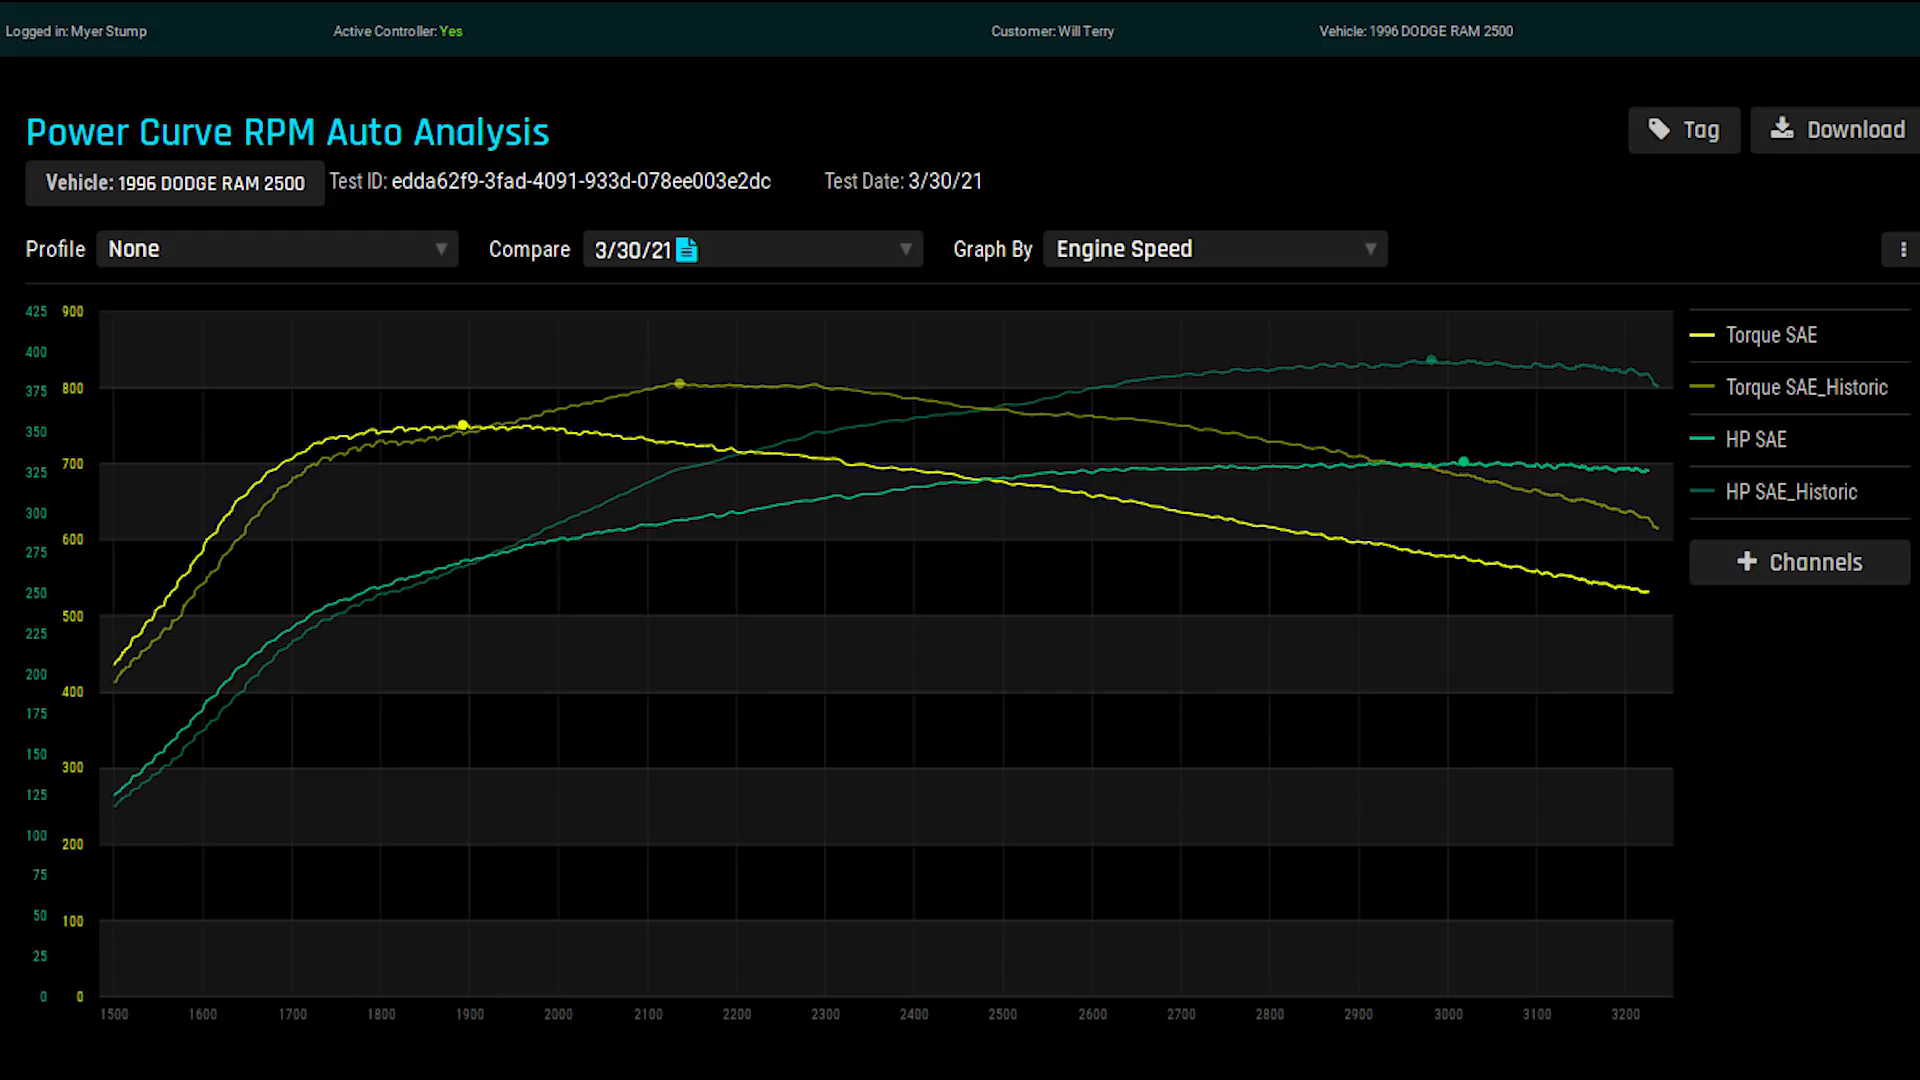 Logged in: Myer Stump
Active Controller: Yes
Customer: Will Terry
Vehicle: 1996 DODGE RAM 2500
Power Curve RPM Auto Analysis
Tag
Download
Vehicle: 1996 DODGE RAM 2500
Test ID: edda62f9-3fad-4091-933d-078ee003e2dc
Test Date: 3/30/21
Profile
None
Compare
3/30/21
Graph By
Engine Speed
425 900
400
375 800
350
325 700
300
275 600
250
225 500
200
175 400
150
125 300
100 200
75
50 100
25
0 0
1500 1600 1700 1800 1900 2000 2100 2200 2300 2400 2500 2600 2700 2800 2900 3000 3100 3200
Torque SAE
Torque SAE_Historic
HP SAE
HP SAE_Historic
+ Channels